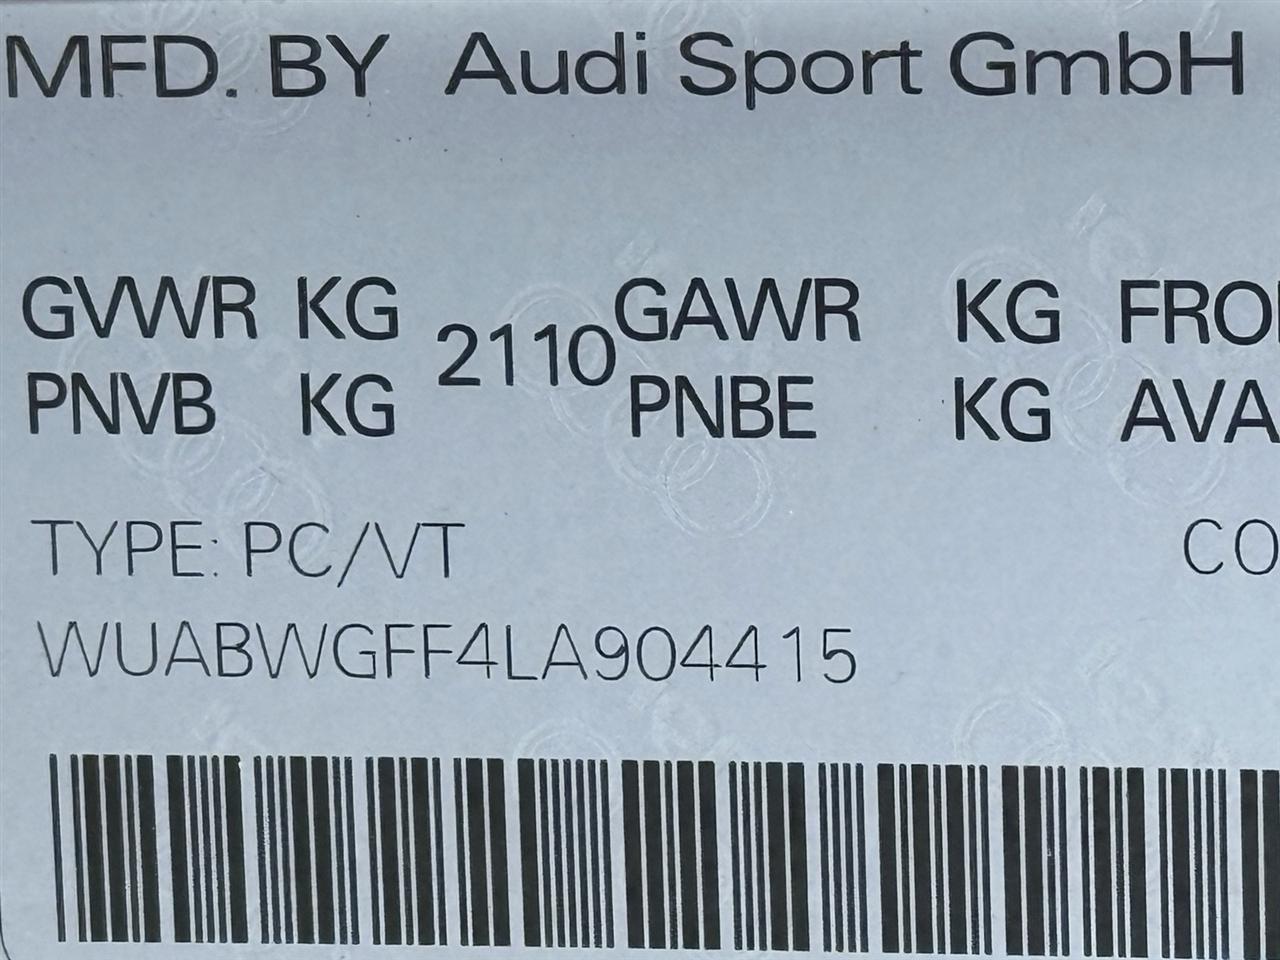 MFD. BY Audi Sport GmbH
GVWR KG 2110 GAWR KG FRO
PNVB KG PNBE KG AVA
TYPE: PC/VT CO
WUABWGFF4LA904415